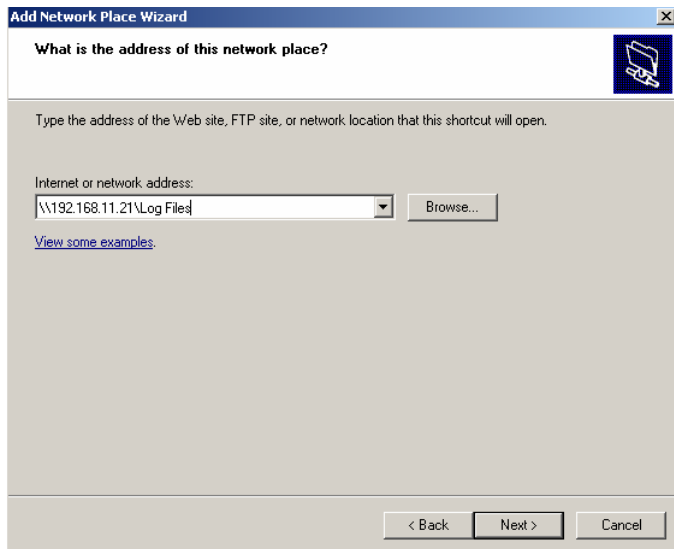 Add Network Place Wizard
What is the address of this network place?
Type the address of the Web site, FTP site, or network location that this shortcut will open.
Internet or network address:
\\192.168.11.21\Log Files
Browse...
View some examples.
< Back Next > Cancel